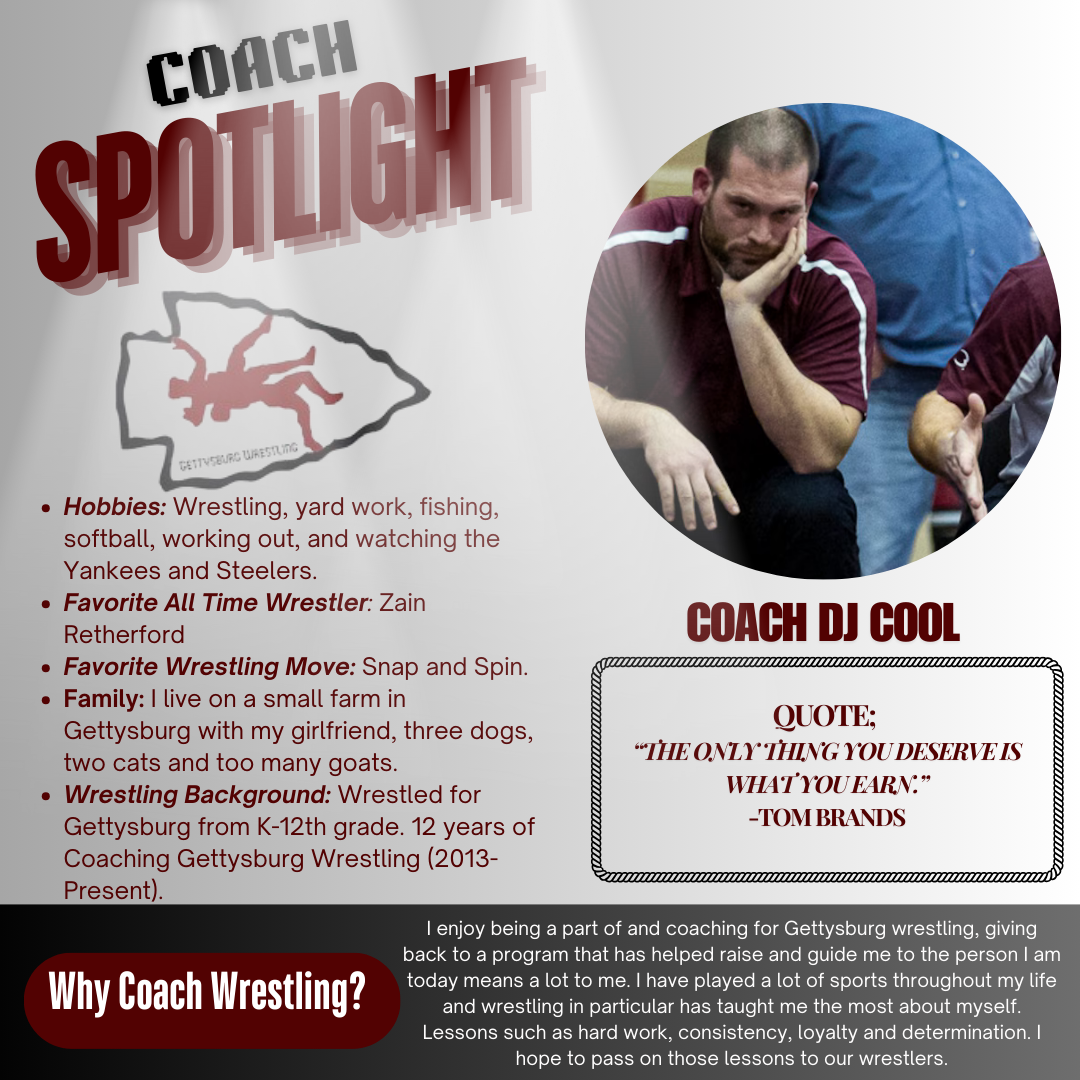 COACH
SPOTLIGHT
GETTYSBURG WRESTLING
• Hobbies: Wrestling, yard work, fishing,
softball, working out, and watching the
Yankees and Steelers.
• Favorite All Time Wrestler: Zain
Retherford
• Favorite Wrestling Move: Snap and Spin.
• Family: I live on a small farm in
Gettysburg with my girlfriend, three dogs,
two cats and too many goats.
• Wrestling Background: Wrestled for
Gettysburg from K-12th grade. 12 years of
Coaching Gettysburg Wrestling (2013-
Present).
COACH DJ COOL
QUOTE;
“THE ONLY THING YOU DESERVE IS
WHAT YOU EARN.”
-TOM BRANDS
Why Coach Wrestling?
I enjoy being a part of and coaching for Gettysburg wrestling, giving
back to a program that has helped raise and guide me to the person I am
today means a lot to me. I have played a lot of sports throughout my life
and wrestling in particular has taught me the most about myself.
Lessons such as hard work, consistency, loyalty and determination. I
hope to pass on those lessons to our wrestlers.